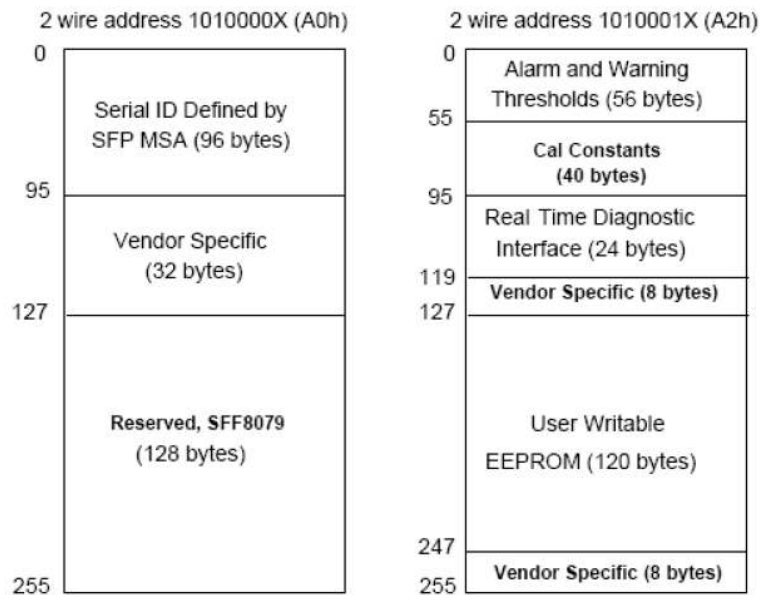 2 wire address 1010000X (A0h)
0
Serial ID Defined by
SFP MSA (96 bytes)
95
Vendor Specific
(32 bytes)
127
Reserved, SFF8079
(128 bytes)
255
2 wire address 1010001X (A2h)
0
Alarm and Warning
Thresholds (56 bytes)
55
Cal Constants
(40 bytes)
95
Real Time Diagnostic
Interface (24 bytes)
119
Vendor Specific (8 bytes)
127
User Writable
EEPROM (120 bytes)
247
Vendor Specific (8 bytes)
255